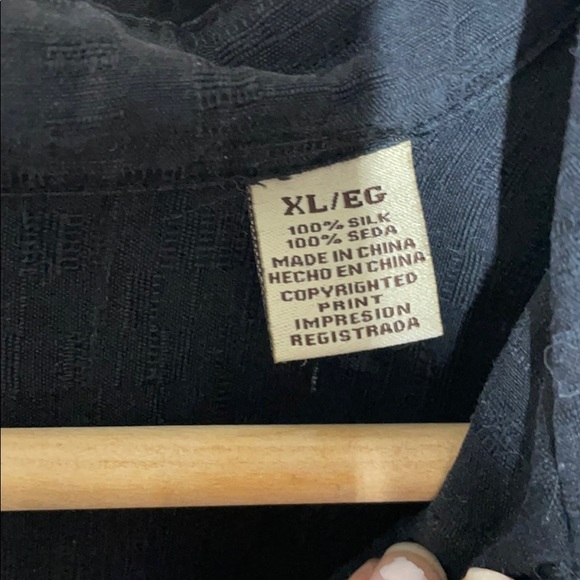 XL/EG
100% SILK
100% SEDA
MADE IN CHINA
HECHO EN CHINA
COPYRIGHTED
PRINT
IMPRESION
REGISTRADA